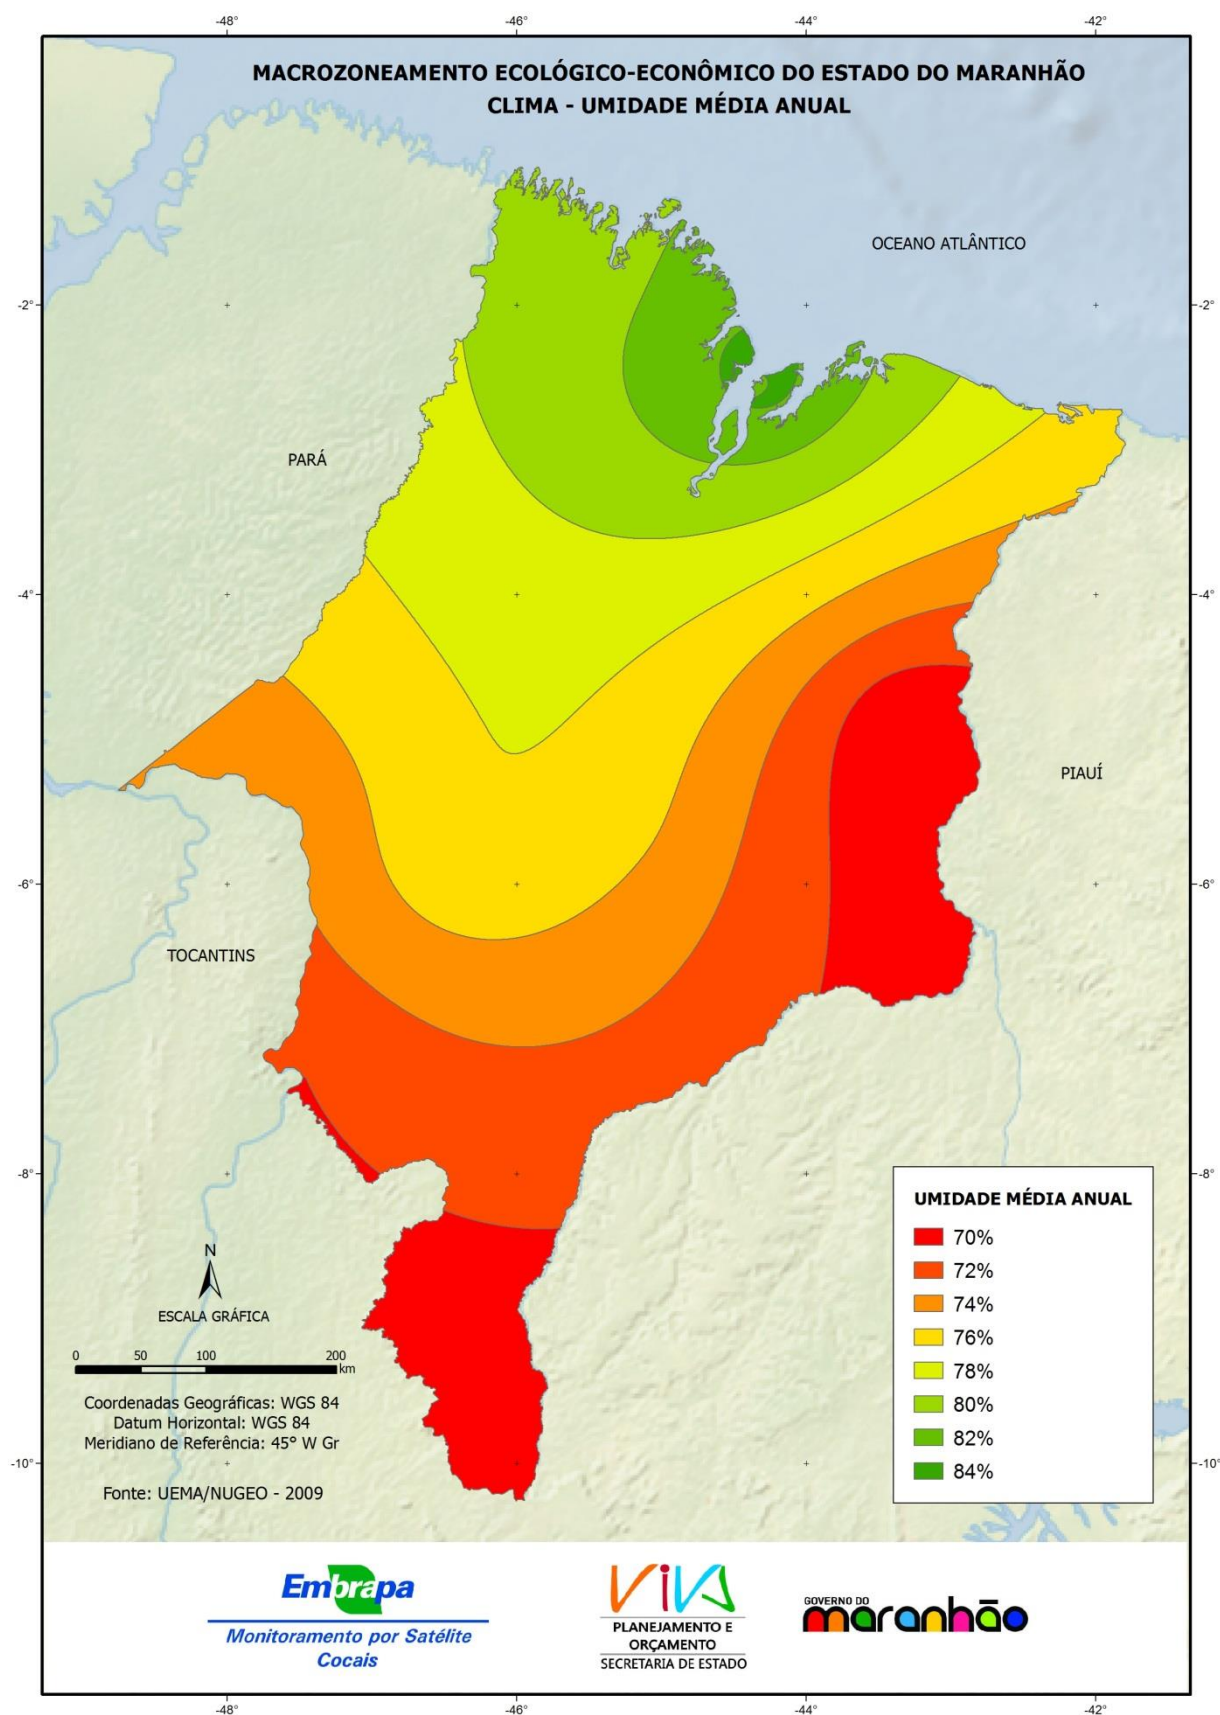 -48°
-46°
-44°
-42°
MACROZONEAMENTO ECOLÓGICO-ECONÔMICO DO ESTADO DO MARANHÃO
CLIMA - UMIDADE MÉDIA ANUAL
OCEANO ATLÂNTICO
-2°
-2°
PARÁ
-4°
-4°
PIAUÍ
-6°
-6°
TOCANTINS
-8°
-8°
UMIDADE MÉDIA ANUAL
70%
72%
74%
76%
78%
80%
82%
84%
N
ESCALA GRÁFICA
0 50 100 200
km
Coordenadas Geográficas: WGS 84
Datum Horizontal: WGS 84
Meridiano de Referência: 45° W Gr
-10°
-10°
Fonte: UEMA/NUGEO - 2009
Embrapa
Monitoramento por Satélite
Cocais
VIVA
PLANEJAMENTO E
ORÇAMENTO
SECRETARIA DE ESTADO
GOVERNO DO
maranhão
-48°
-46°
-44°
-42°